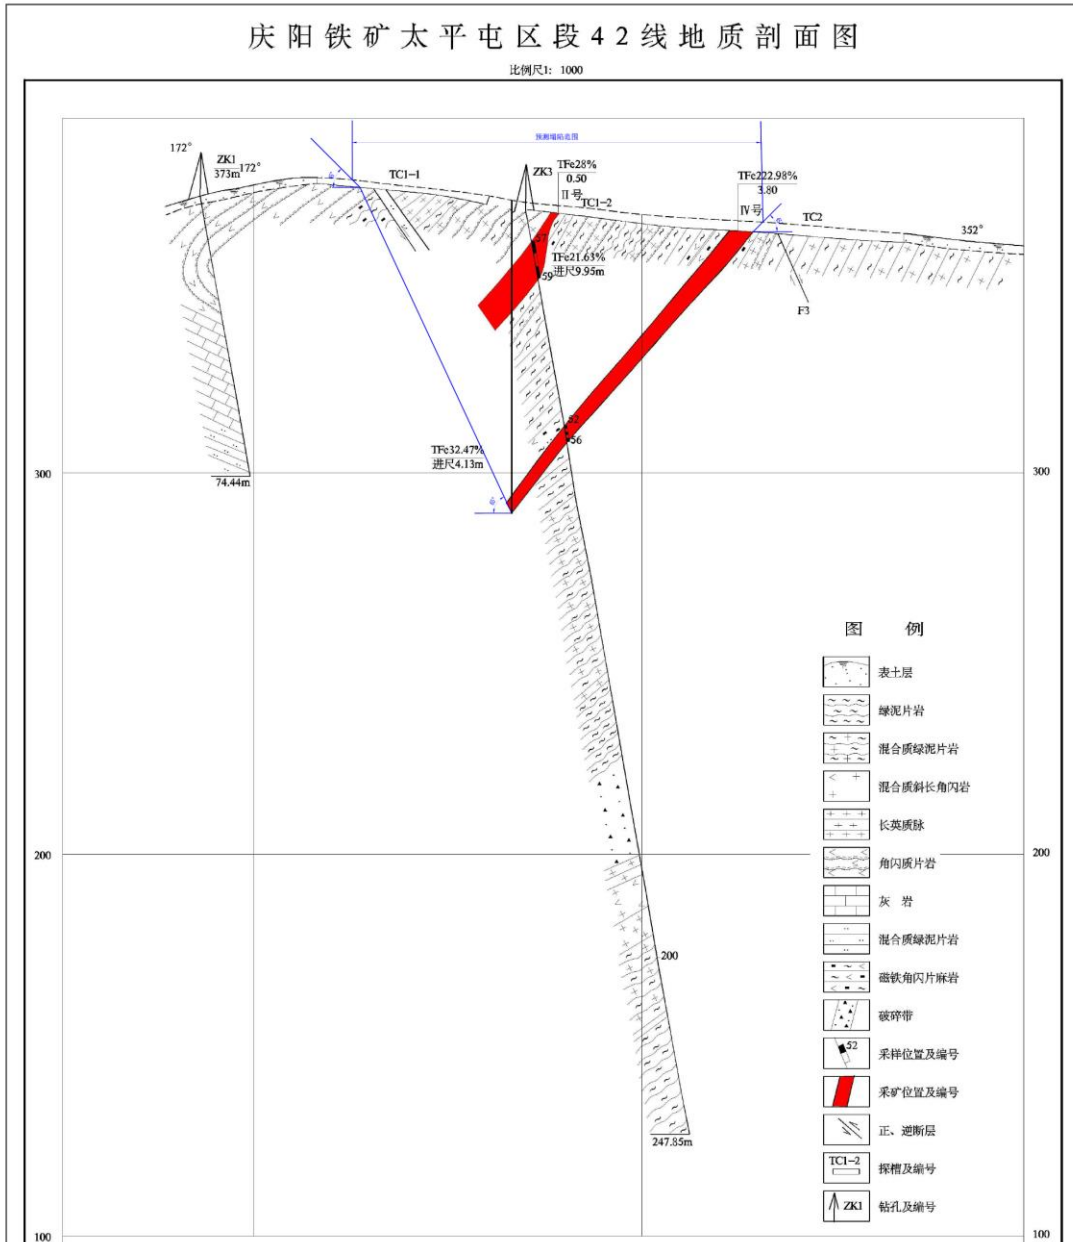 庆阳铁矿太平屯区段42线地质剖面图
比例尺1：1000
预测塌陷范围
172°
ZK1
373m
172°
TC1-1
ZK3
TFe28%
0.50
II号
TC1-2
TFe222.98%
3.80
IV号
TC2
352°
57
TFe21.63%
进尺9.95m
59
F3
52
56
TFe32.47%
进尺4.13m
300
300
74.44m
200
200
200
247.85m
100
100
图 例
表土层
绿泥片岩
混合质绿泥片岩
混合质斜长角闪岩
长英质脉
角闪质片岩
灰 岩
混合质绿泥片岩
磁铁角闪片麻岩
破碎带
52
采样位置及编号
采矿位置及编号
正、逆断层
TC1-2
探槽及编号
ZK1
钻孔及编号